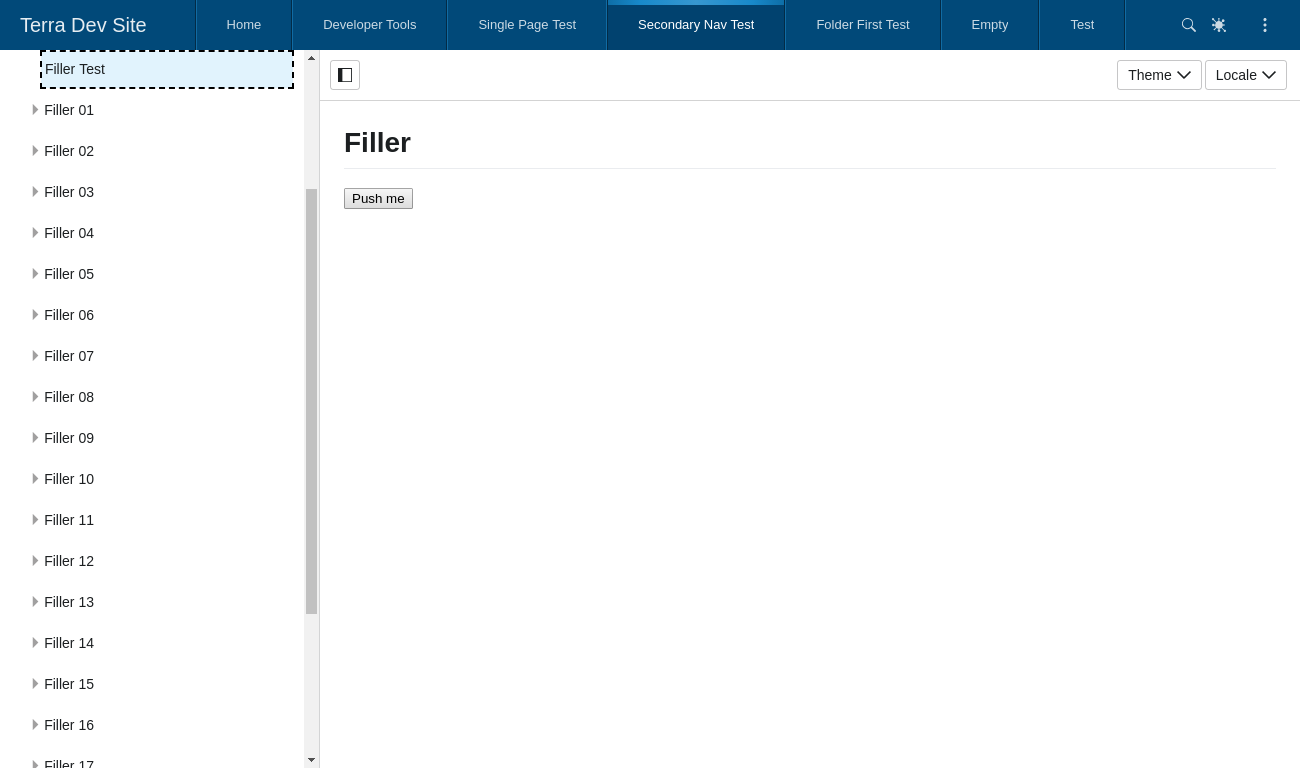 Terra Dev Site
Home
Developer Tools
Single Page Test
Secondary Nav Test
Folder First Test
Empty
Test
Filler Test
Filler 01
Filler 02
Filler 03
Filler 04
Filler 05
Filler 06
Filler 07
Filler 08
Filler 09
Filler 10
Filler 11
Filler 12
Filler 13
Filler 14
Filler 15
Filler 16
Filler 17
Theme
Locale
Filler
Push me